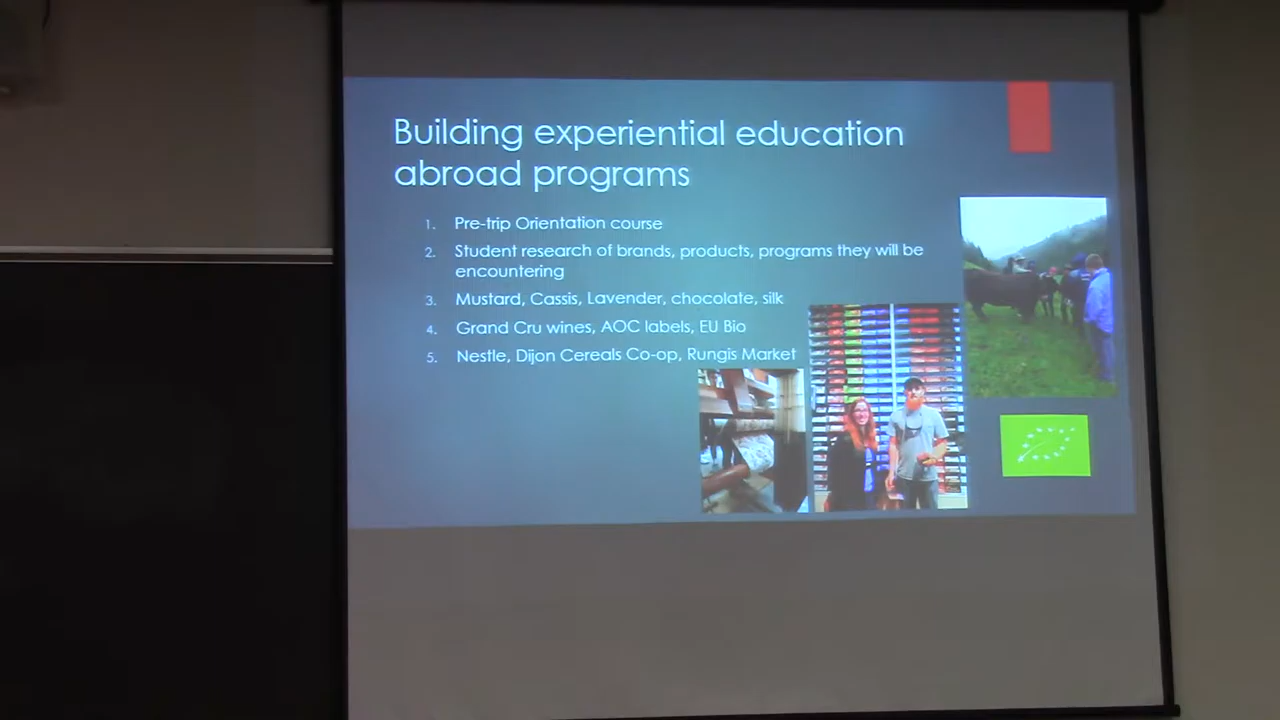 Building experiential education
abroad programs
1. Pre-trip Orientation course
2. Student research of brands, products, programs they will be
encountering
3. Mustard, Cassis, Lavender, chocolate, silk
4. Grand Cru wines, AOC labels, EU Bio
5. Nestle, Dijon Cereals Co-op, Rungis Market